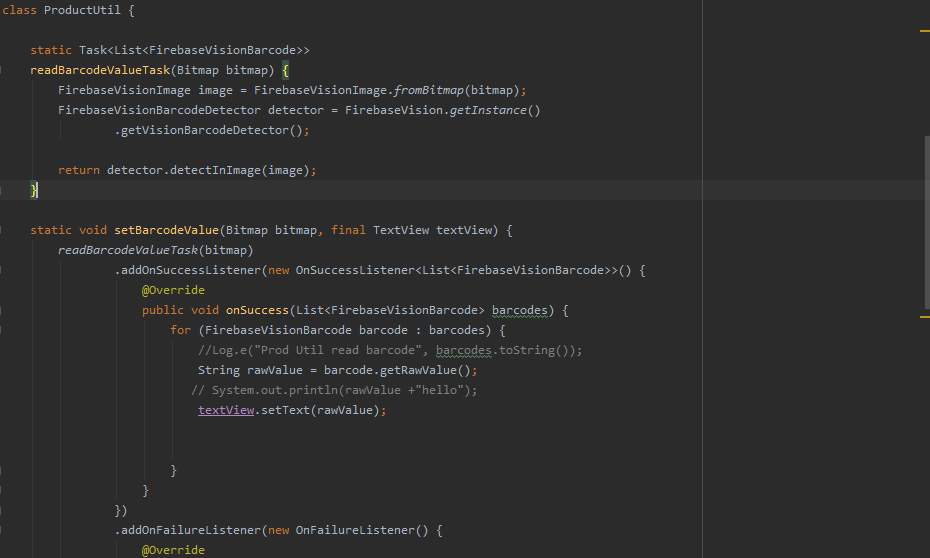 class ProductUtil {
static Task<List<FirebaseVisionBarcode>>
readBarcodeValueTask(Bitmap bitmap) {
FirebaseVisionImage image = FirebaseVisionImage.fromBitmap(bitmap);
FirebaseVisionBarcodeDetector detector = FirebaseVision.getInstance()
.getVisionBarcodeDetector();
return detector.detectInImage(image);
}
static void setBarcodeValue(Bitmap bitmap, final TextView textView) {
readBarcodeValueTask(bitmap)
.addOnSuccessListener(new OnSuccessListener<List<FirebaseVisionBarcode>>() {
@Override
public void onSuccess(List<FirebaseVisionBarcode> barcodes) {
for (FirebaseVisionBarcode barcode : barcodes) {
//Log.e("Prod Util read barcode", barcodes.toString());
String rawValue = barcode.getRawValue();
// System.out.println(rawValue +"hello");
textView.setText(rawValue);
}
}
})
.addOnFailureListener(new OnFailureListener() {
@Override